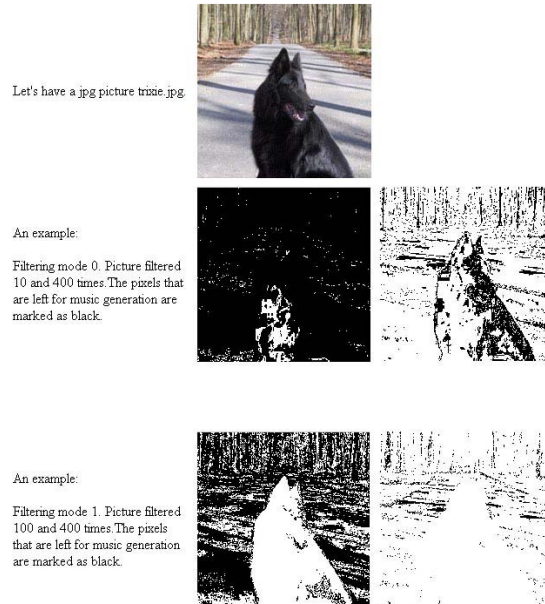 Let's have a jpg picture trixie.jpg.
An example:
Filtering mode 0. Picture filtered
10 and 400 times.The pixels that
are left for music generation are
marked as black.
An example:
Filtering mode 1. Picture filtered
100 and 400 times.The pixels
that are left for music generation
are marked as black.